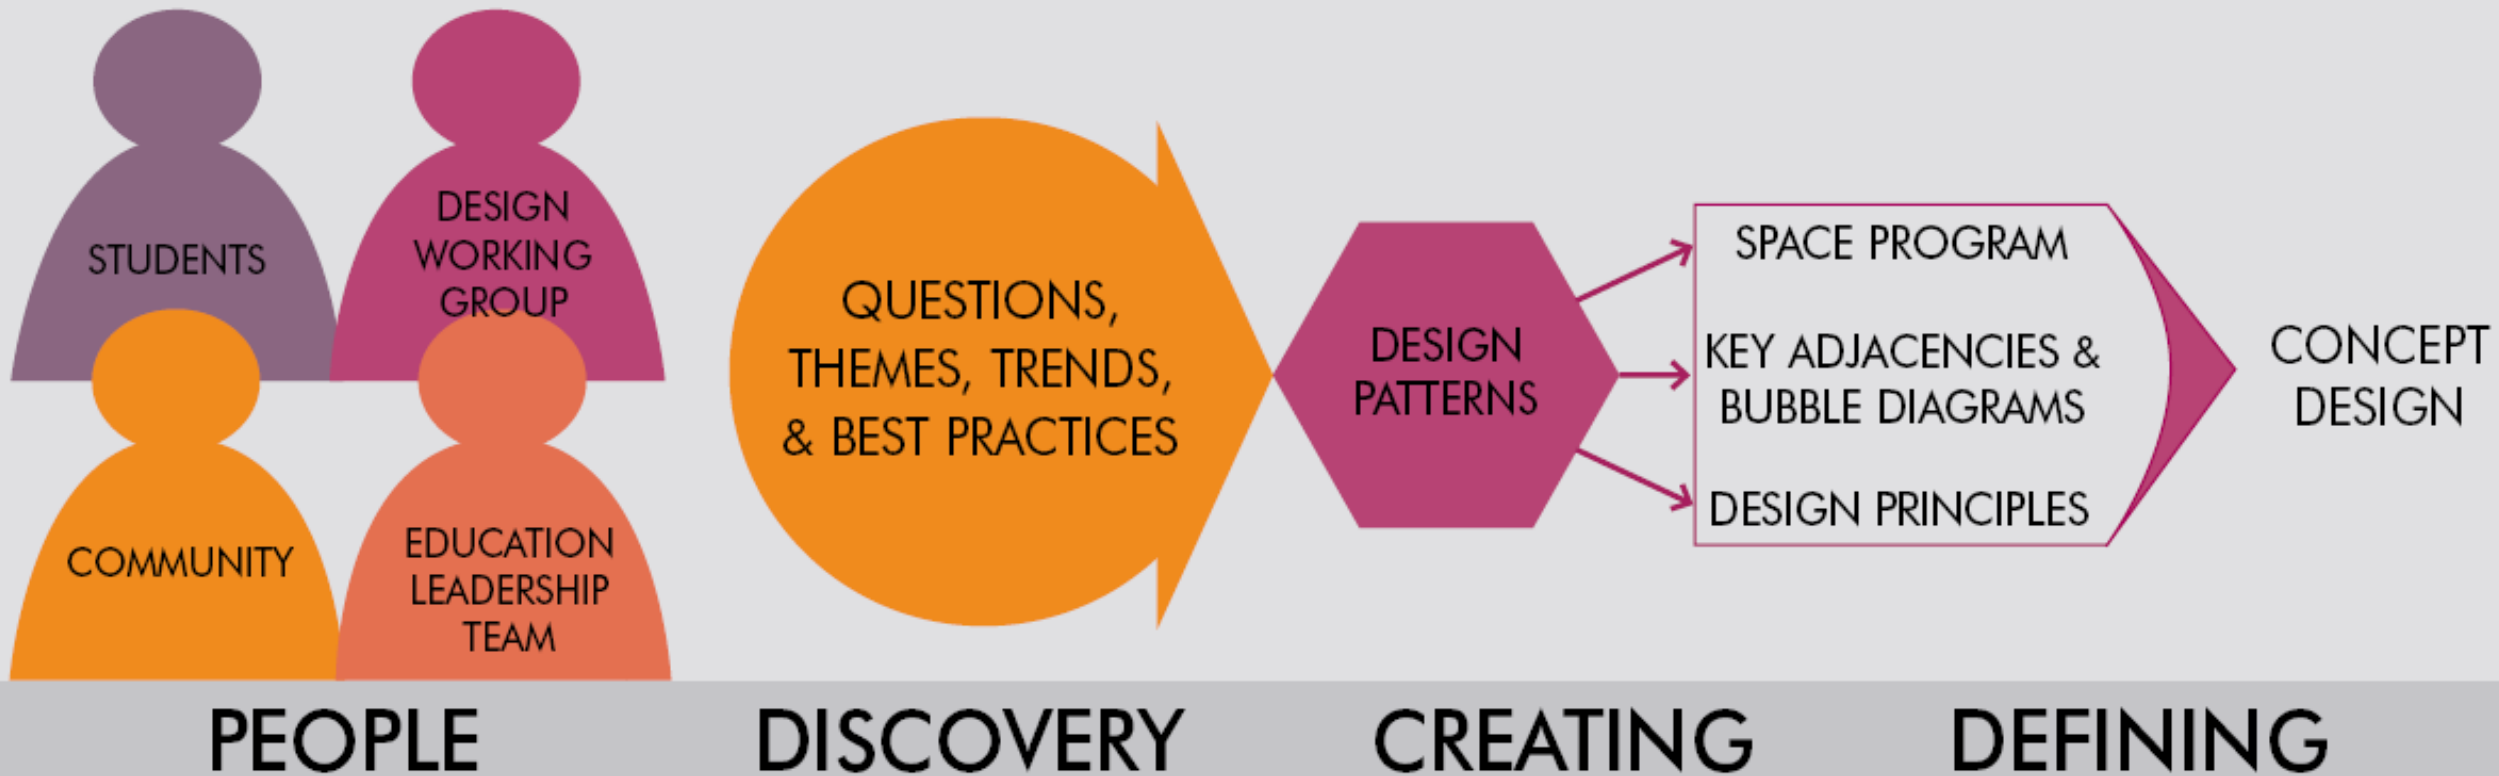 STUDENTS
DESIGN
WORKING
GROUP
COMMUNITY
EDUCATION
LEADERSHIP
TEAM
QUESTIONS,
THEMES, TRENDS,
& BEST PRACTICES
DESIGN
PATTERNS
SPACE PROGRAM
KEY ADJACENCIES &
BUBBLE DIAGRAMS
DESIGN PRINCIPLES
CONCEPT
DESIGN
PEOPLE
DISCOVERY
CREATING
DEFINING